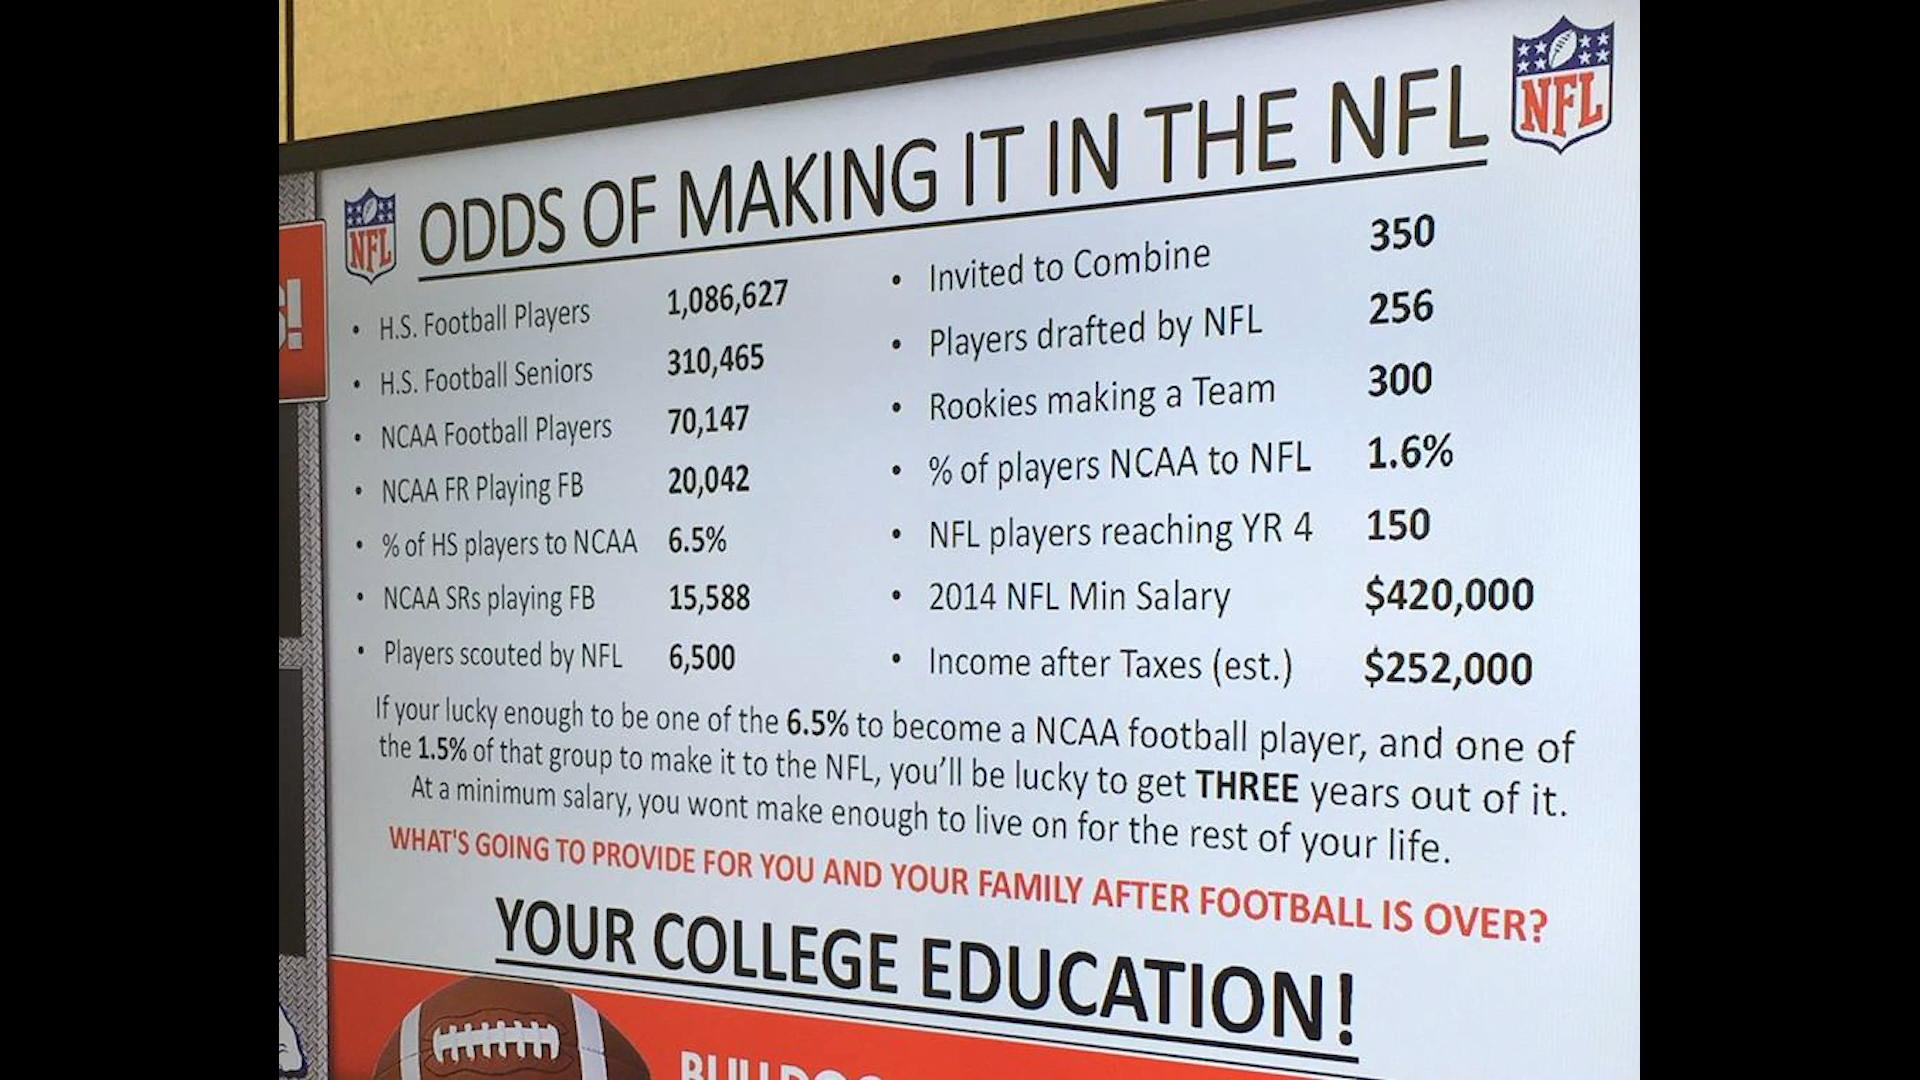 ODDS OF MAKING IT IN THE NFL
NFL
NFL
S!
• H.S. Football Players 1,086,627
• H.S. Football Seniors 310,465
• NCAA Football Players 70,147
• NCAA FR Playing FB 20,042
• % of HS players to NCAA 6.5%
• NCAA SRs playing FB 15,588
• Players scouted by NFL 6,500
• Invited to Combine 350
• Players drafted by NFL 256
• Rookies making a Team 300
• % of players NCAA to NFL 1.6%
• NFL players reaching YR 4 150
• 2014 NFL Min Salary $420,000
• Income after Taxes (est.) $252,000
If your lucky enough to be one of the 6.5% to become a NCAA football player, and one of
the 1.5% of that group to make it to the NFL, you'll be lucky to get THREE years out of it.
At a minimum salary, you wont make enough to live on for the rest of your life.
WHAT'S GOING TO PROVIDE FOR YOU AND YOUR FAMILY AFTER FOOTBALL IS OVER?
YOUR COLLEGE EDUCATION!